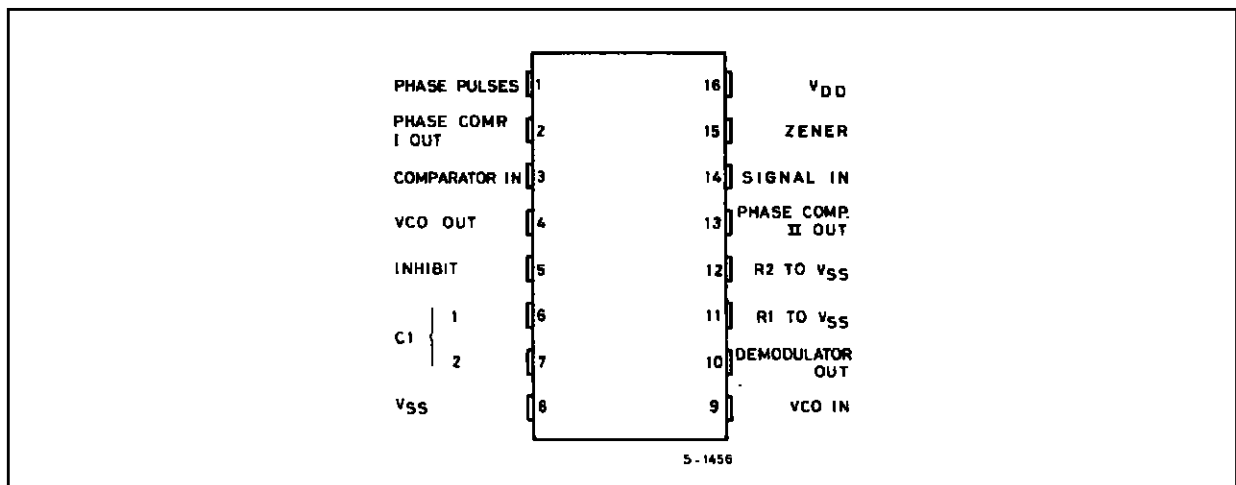 PHASE PULSES 1 16 VDD
PHASE COMP. I OUT 2 15 ZENER
COMPARATOR IN 3 14 SIGNAL IN
VCO OUT 4 13 PHASE COMP. II OUT
INHIBIT 5 12 R2 TO VSS
C1 1 6 11 R1 TO VSS
2 7 10 DEMODULATOR OUT
VSS 8 9 VCO IN
5-1456